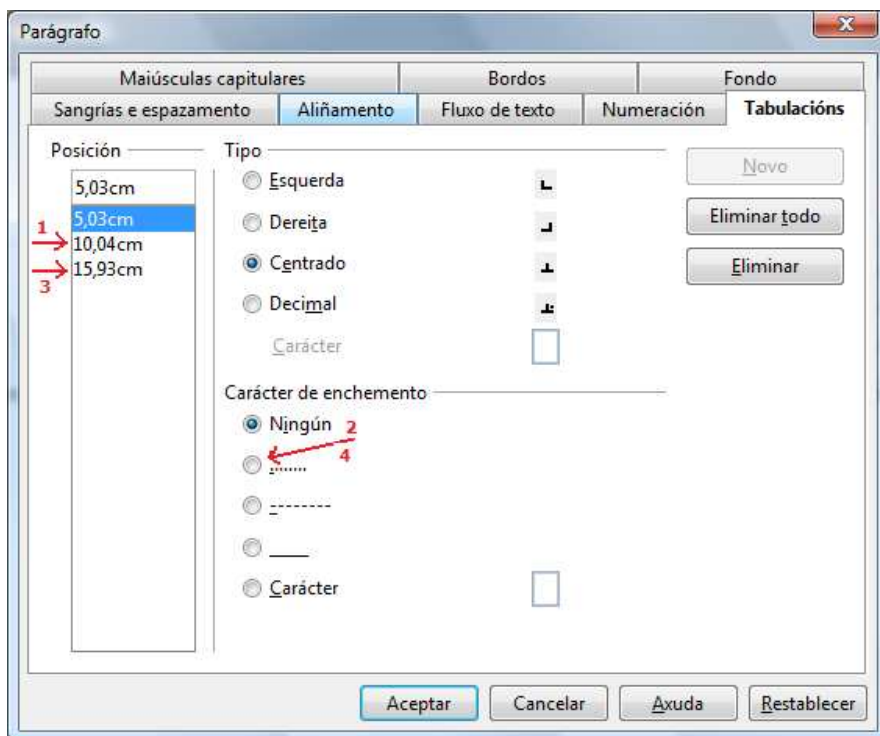 Parágrafo
Maiúsculas capitulares Bordos Fondo
Sangrías e espazamento Aliñamento Fluxo de texto Numeración Tabulacións
Posición
5,03cm
5,03cm
1 10,04cm
3 15,93cm
Tipo
Esquerda
Dereita
Centrado
Decimal
Carácter
Carácter de enchemento
Ningún 2
4
........
--------
____
Carácter
Novo
Eliminar todo
Eliminar
Aceptar Cancelar Axuda Restablecer